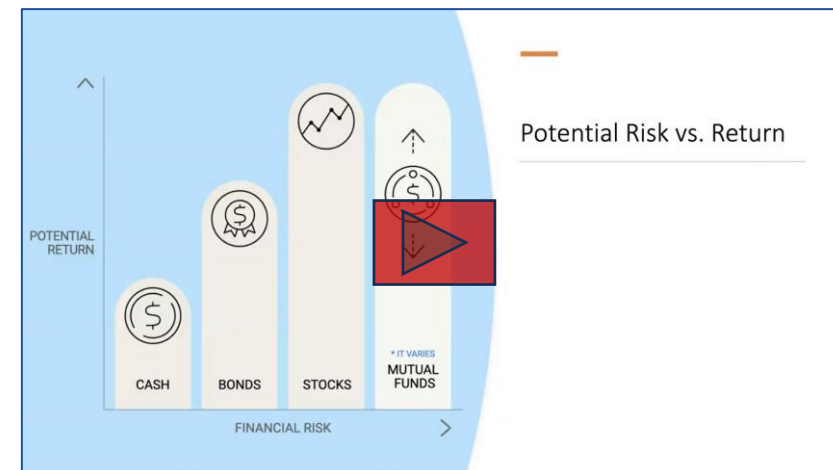 Potential Risk vs. Return
POTENTIAL
RETURN
CASH
BONDS
STOCKS
* IT VARIES
MUTUAL
FUNDS
FINANCIAL RISK